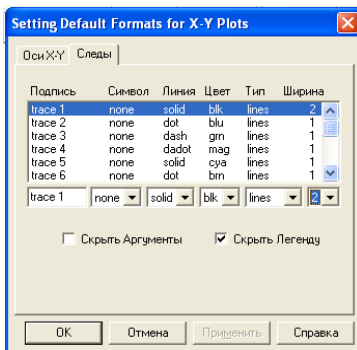 Setting Default Formats for X-Y Plots
Оси X-Y Следы
Подпись Символ Линия Цвет Тип Ширина
trace 1 none solid blk lines 2
trace 2 none dot blu lines 1
trace 3 none dash grn lines 1
trace 4 none dadot mag lines 1
trace 5 none solid cya lines 1
trace 6 none dot brn lines 1
trace 1 none solid blk lines 2
Скрыть Аргументы Скрыть Легенду
OK Отмена Применить Справка